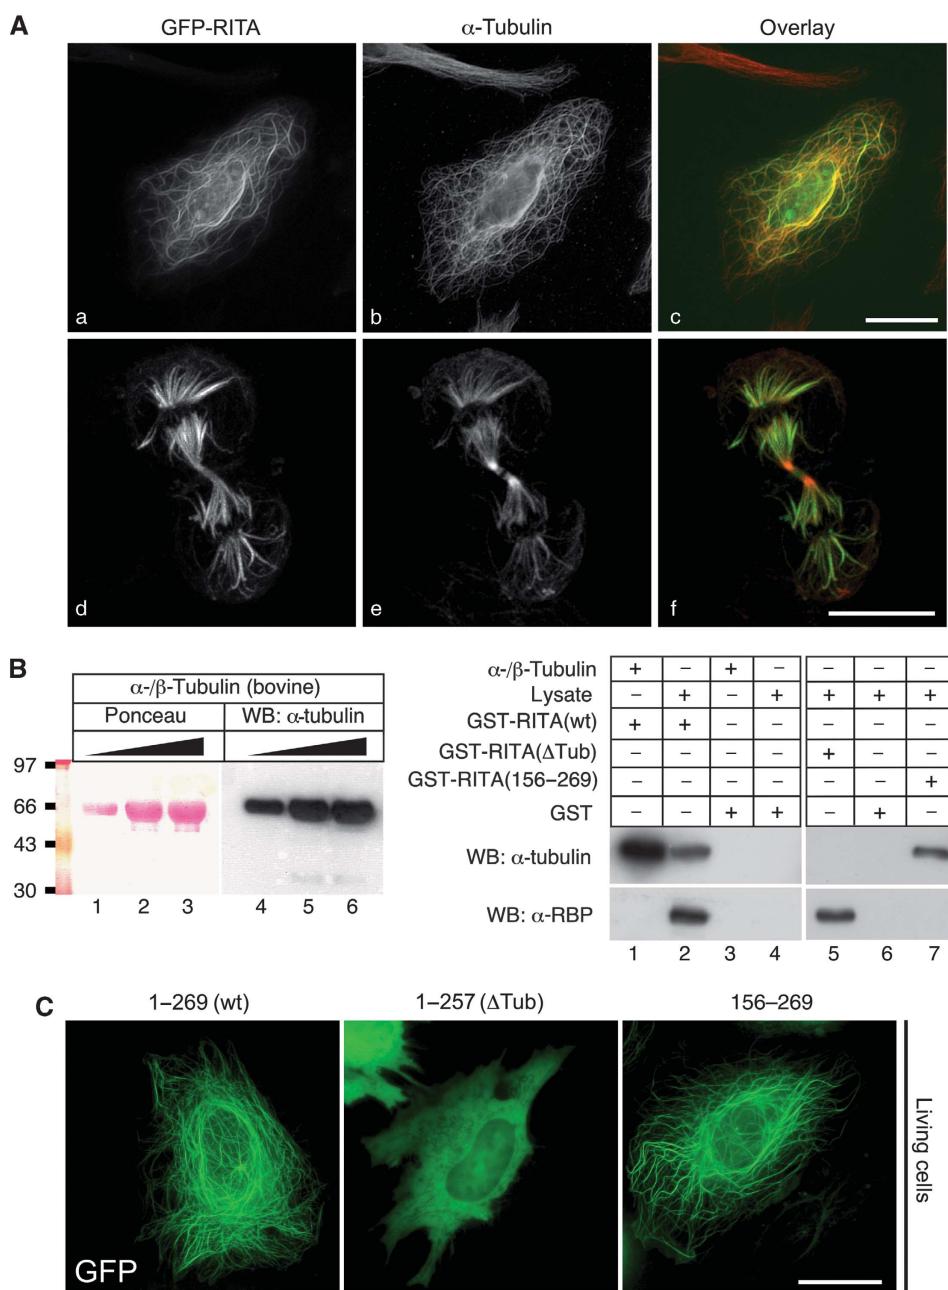 A
GFP-RITA α-Tubulin Overlay
a b c
d e f
B
α-/β-Tubulin (bovine)
Ponceau WB: α-tubulin
97
66
43
30
1 2 3 4 5 6
α-/β-Tubulin + – + – – – –
Lysate – + – + + + +
GST-RITA(wt) + + – – – – –
GST-RITA(ΔTub) – – – – + – –
GST-RITA(156–269) – – – – – – +
GST – – + + – + –
WB: α-tubulin
WB: α-RBP
1 2 3 4 5 6 7
C
1–269 (wt) 1–257 (ΔTub) 156–269
Living cells
GFP